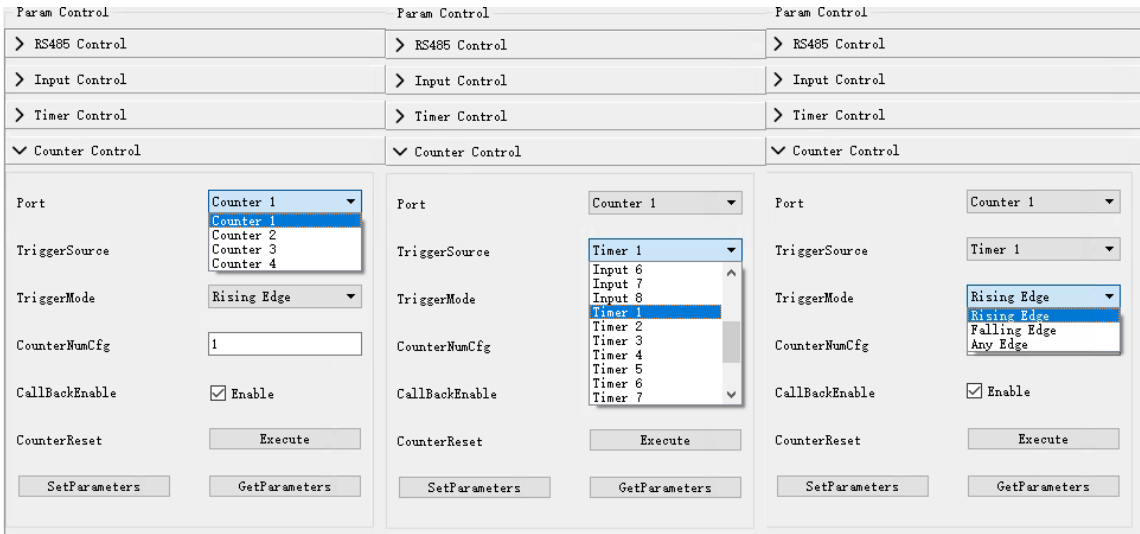 Param Control
RS485 Control
Input Control
Timer Control
Counter Control
Port
Counter 1
Counter 1
Counter 2
Counter 3
Counter 4
TriggerSource
TriggerMode
Rising Edge
CounterNumCfg
1
CallBackEnable
Enable
CounterReset
Execute
SetParameters
GetParameters
Param Control
RS485 Control
Input Control
Timer Control
Counter Control
Port
Counter 1
TriggerSource
Timer 1
Input 6
Input 7
Input 8
Timer 1
Timer 2
Timer 3
Timer 4
Timer 5
Timer 6
Timer 7
TriggerMode
CounterNumCfg
CallBackEnable
CounterReset
Execute
SetParameters
GetParameters
Param Control
RS485 Control
Input Control
Timer Control
Counter Control
Port
Counter 1
TriggerSource
Timer 1
TriggerMode
Rising Edge
Rising Edge
Falling Edge
Any Edge
CounterNumCfg
CallBackEnable
Enable
CounterReset
Execute
SetParameters
GetParameters